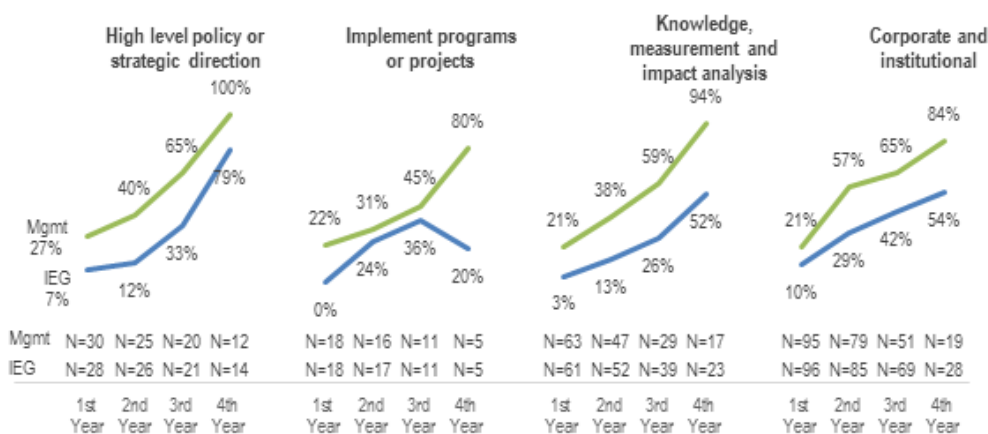 High level policy or
strategic direction
100%
65%
40%
79%
Mgmt
27%
33%
IEG
7%
12%
Implement programs
or projects
80%
45%
31%
22%
36%
24%
20%
0%
Knowledge,
measurement and
impact analysis
94%
59%
38%
21%
52%
26%
13%
3%
Corporate and
institutional
84%
65%
57%
21%
54%
42%
29%
10%
Mgmt N=30 N=25 N=20 N=12 N=18 N=16 N=11 N=5 N=63 N=47 N=29 N=17 N=95 N=79 N=51 N=19
IEG N=28 N=26 N=21 N=14 N=18 N=17 N=11 N=5 N=61 N=52 N=39 N=23 N=96 N=85 N=69 N=28
1st 2nd 3rd 4th 1st 2nd 3rd 4th 1st 2nd 3rd 4th 1st 2nd 3rd 4th
Year Year Year Year Year Year Year Year Year Year Year Year Year Year Year Year